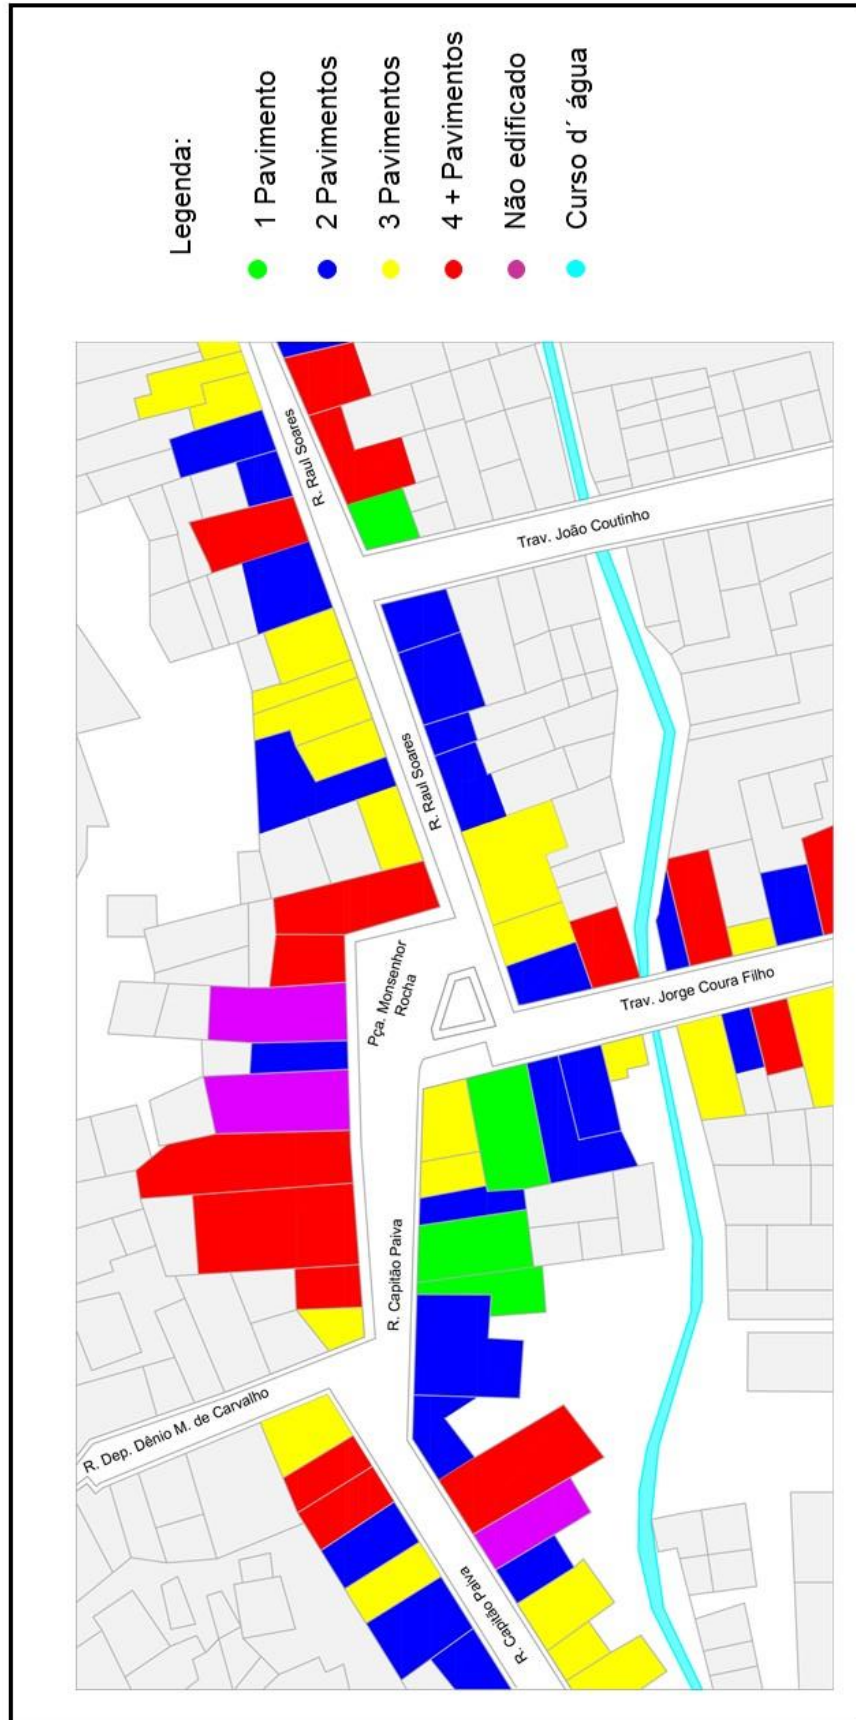 Legenda:
1 Pavimento
2 Pavimentos
3 Pavimentos
4 + Pavimentos
Não edificado
Curso d´ água
R. Raul Soares
Trav. João Coutinho
R. Raul Soares
Pça. Monsenhor
Rocha
Trav. Jorge Coura Filho
R. Capitão Paiva
R. Dep. Dênio M. de Carvalho
R. Capitão Paiva